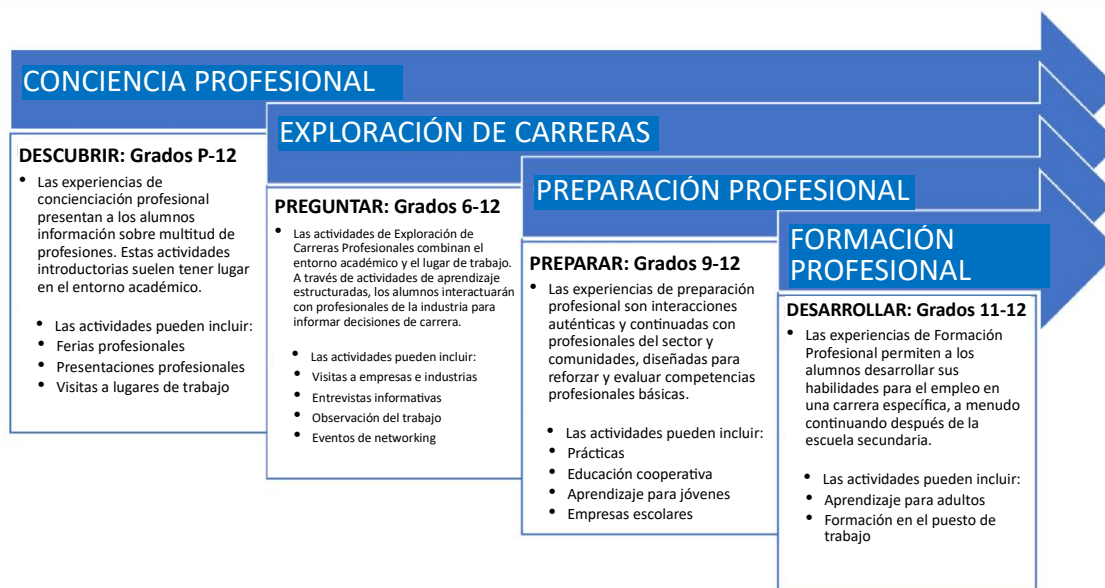 CONCIENCIA PROFESIONAL
DESCUBRIR: Grados P-12
• Las experiencias de
concienciación profesional
presentan a los alumnos
información sobre multitud de
profesiones. Estas actividades
introductorias suelen tener lugar
en el entorno académico.
• Las actividades pueden incluir:
• Ferias profesionales
• Presentaciones profesionales
• Visitas a lugares de trabajo
EXPLORACIÓN DE CARRERAS
PREGUNTAR: Grados 6-12
• Las actividades de Exploración de
Carreras Profesionales combinan el
entorno académico y el lugar de trabajo.
A través de actividades de aprendizaje
estructuradas, los alumnos interactuarán
con profesionales de la industria para
informar decisiones de carrera.
• Las actividades pueden incluir:
• Visitas a empresas e industrias
• Entrevistas informativas
• Observación del trabajo
• Eventos de networking
PREPARACIÓN PROFESIONAL
PREPARAR: Grados 9-12
• Las experiencias de preparación
profesional son interacciones
auténticas y continuadas con
profesionales del sector y
comunidades, diseñadas para
reforzar y evaluar competencias
profesionales básicas.
• Las actividades pueden incluir:
• Prácticas
• Educación cooperativa
• Aprendizaje para jóvenes
• Empresas escolares
FORMACIÓN
PROFESIONAL
DESARROLLAR: Grados 11-12
• Las experiencias de Formación
Profesional permiten a los
alumnos desarrollar sus
habilidades para el empleo en
una carrera específica, a menudo
continuando después de la
escuela secundaria.
• Las actividades pueden incluir:
• Aprendizaje para adultos
• Formación en el puesto de
trabajo